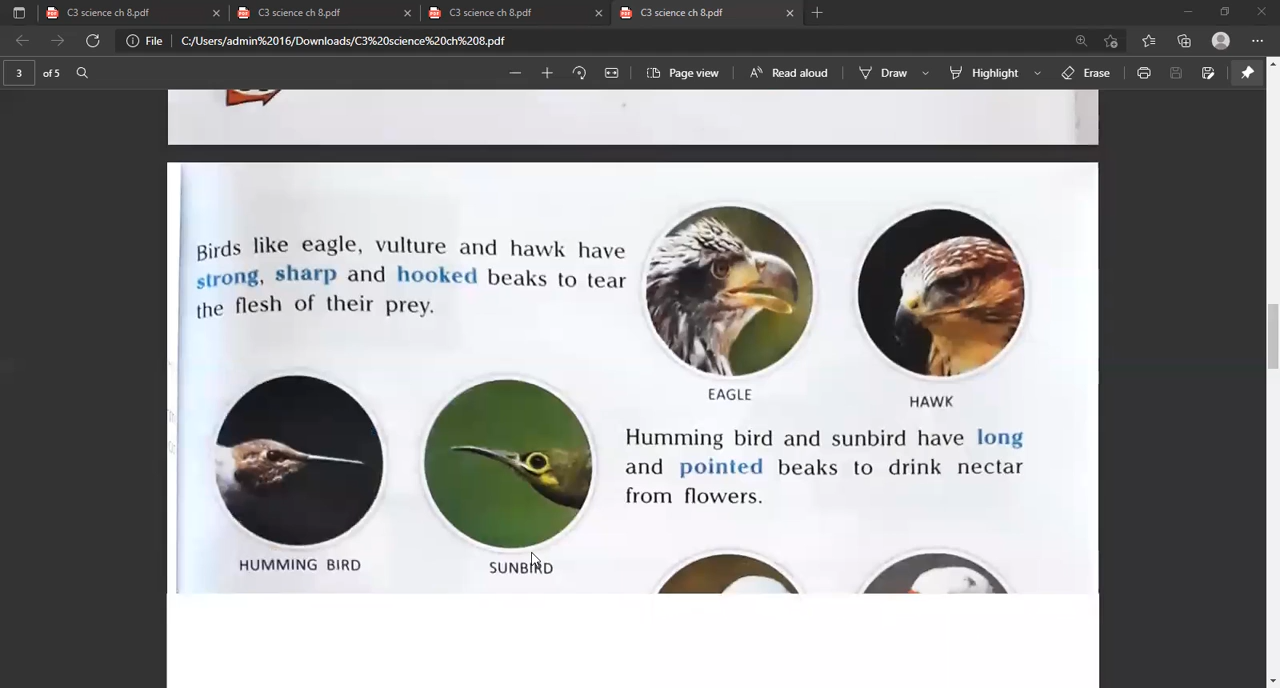 C3 science ch 8.pdf
C3 science ch 8.pdf
C3 science ch 8.pdf
C3 science ch 8.pdf
File
C:/Users/admin%2016/Downloads/C3%20science%20ch%208.pdf
3
of 5
Page view
Read aloud
Draw
Highlight
Erase
Birds like eagle, vulture and hawk have
strong, sharp and hooked beaks to tear
the flesh of their prey.
EAGLE
HAWK
Humming bird and sunbird have long
and pointed beaks to drink nectar
from flowers.
HUMMING BIRD
SUNBIRD